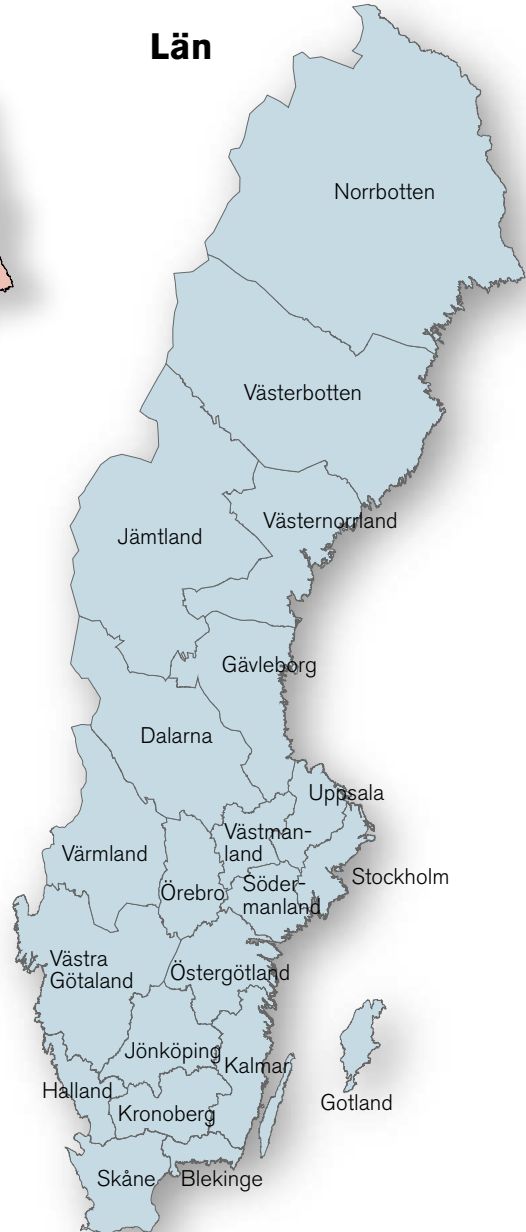 Län
Norrbotten
Västerbotten
Västernorrland
Jämtland
Gävleborg
Dalarna
Uppsala
Västman-
land
Värmland
Stockholm
Örebro
Söder-
manland
Västra
Götaland
Östergötland
Jönköping
Kalmar
Halland
Gotland
Kronoberg
Skåne
Blekinge